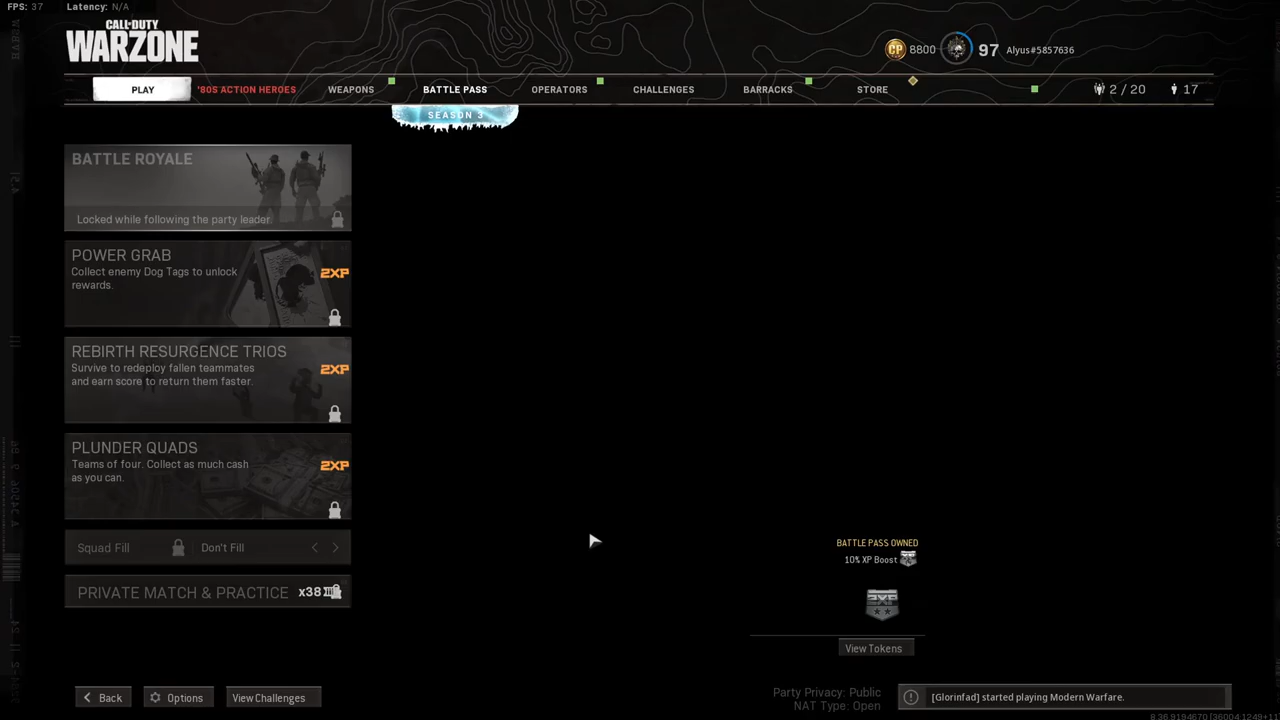 FPS: 37
Latency: N/A
CALL OF DUTY
WARZONE
CP 8800
97
Alyus#5857636
PLAY
'80S ACTION HEROES
WEAPONS
BATTLE PASS
OPERATORS
CHALLENGES
BARRACKS
STORE
2 / 20
17
SEASON 3
BATTLE ROYALE
Locked while following the party leader
POWER GRAB
Collect enemy Dog Tags to unlock
rewards.
2XP
REBIRTH RESURGENCE TRIOS
Survive to redeploy fallen teammates
and earn score to return them faster.
2XP
PLUNDER QUADS
Teams of four. Collect as much cash
as you can.
2XP
Squad Fill
Don't Fill
PRIVATE MATCH & PRACTICE
x38
BATTLE PASS OWNED
10% XP Boost
2XP
View Tokens
Back
Options
View Challenges
Party Privacy: Public
NAT Type: Open
[Glorinfad] started playing Modern Warfare.